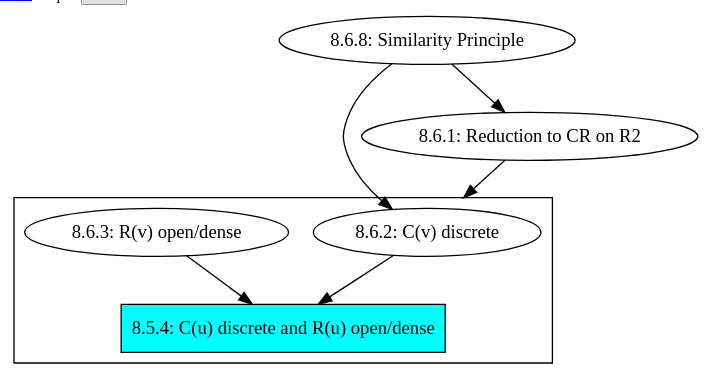 8.6.8: Similarity Principle
8.6.1: Reduction to CR on R2
8.6.3: R(v) open/dense
8.6.2: C(v) discrete
8.5.4: C(u) discrete and R(u) open/dense